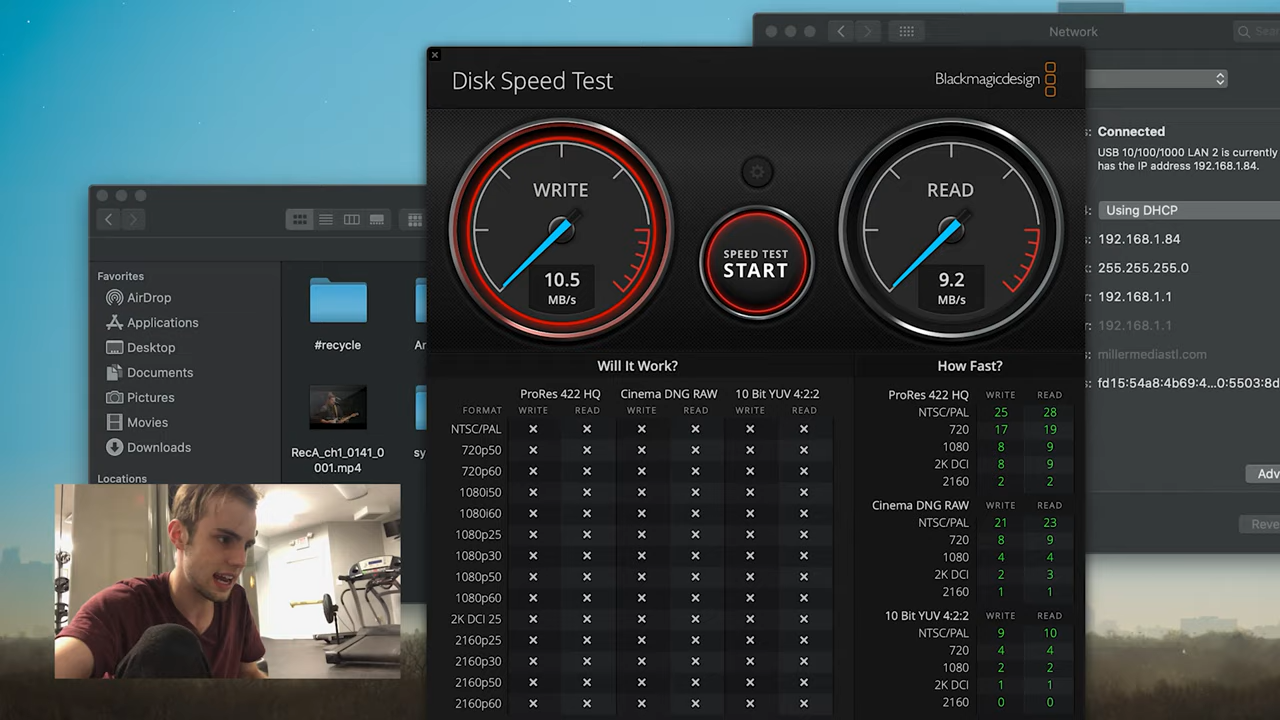 Network
Sear
Disk Speed Test
Blackmagicdesign
WRITE
10.5
MB/s
SPEED TEST
START
READ
9.2
MB/s
Connected
USB 10/100/1000 LAN 2 is currently
has the IP address 192.168.1.84.
Using DHCP
192.168.1.84
255.255.255.0
192.168.1.1
192.168.1.1
millermediastl.com
fd15:54a8:4b69:4...0:5503:8d
Adv
Reve
Favorites
AirDrop
Applications
Desktop
Documents
Pictures
Movies
Downloads
Locations
#recycle
RecA_ch1_0141_0
001.mp4
sy
Will It Work?
ProRes 422 HQ Cinema DNG RAW 10 Bit YUV 4:2:2
FORMAT WRITE READ WRITE READ WRITE READ
NTSC/PAL
720p50
720p60
1080i50
1080i60
1080p25
1080p30
1080p50
1080p60
2K DCI 25
2160p25
2160p30
2160p50
2160p60
How Fast?
ProRes 422 HQ WRITE READ
NTSC/PAL 25 28
720 17 19
1080 8 9
2K DCI 8 9
2160 2 2
Cinema DNG RAW WRITE READ
NTSC/PAL 21 23
720 8 9
1080 4 4
2K DCI 2 3
2160 1 1
10 Bit YUV 4:2:2 WRITE READ
NTSC/PAL 9 10
720 4 4
1080 2 2
2K DCI 1 1
2160 0 0